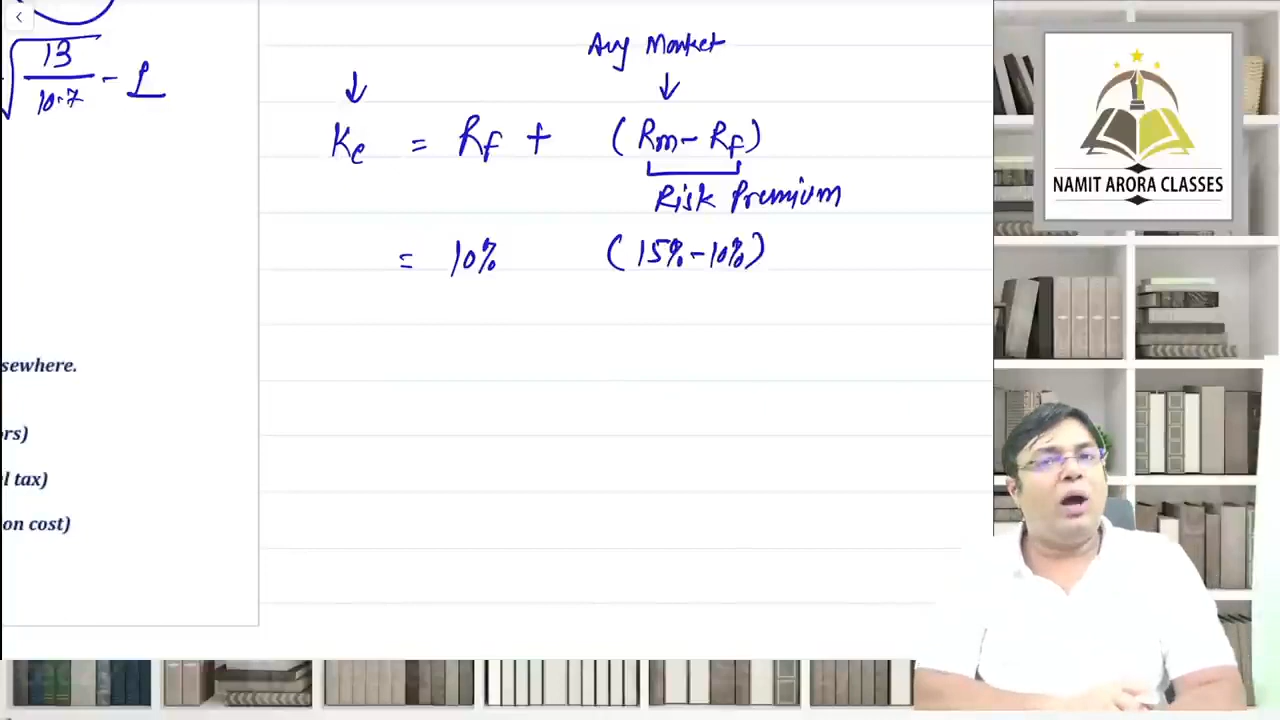 √13/10.7 - 1
Avg Market
↓ ↓
Ke = Rf + (Rm - Rf)
Risk Premium
= 10% (15% - 10%)
sewhere.
rs)
l tax)
on cost)
NAMIT ARORA CLASSES